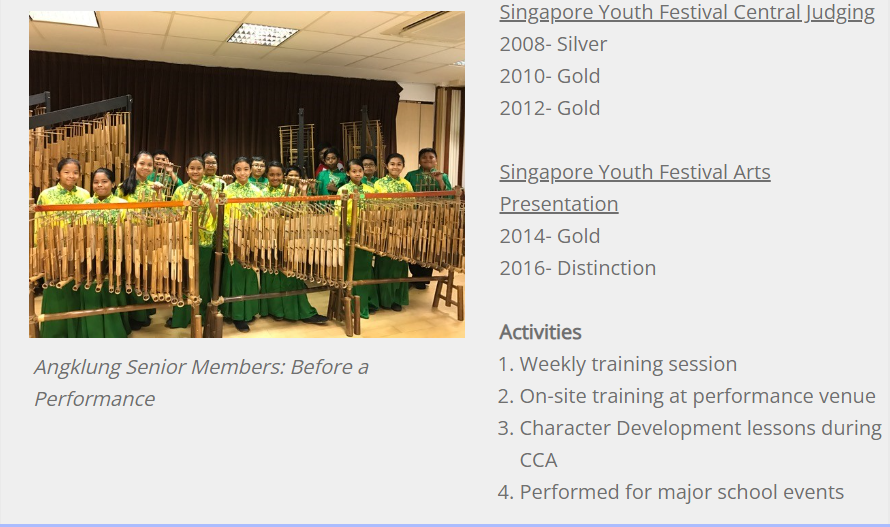 Singapore Youth Festival Central Judging
2008- Silver
2010- Gold
2012- Gold
Singapore Youth Festival Arts
Presentation
2014- Gold
2016- Distinction
Activities
1. Weekly training session
2. On-site training at performance venue
3. Character Development lessons during
CCA
4. Performed for major school events
Angklung Senior Members: Before a
Performance